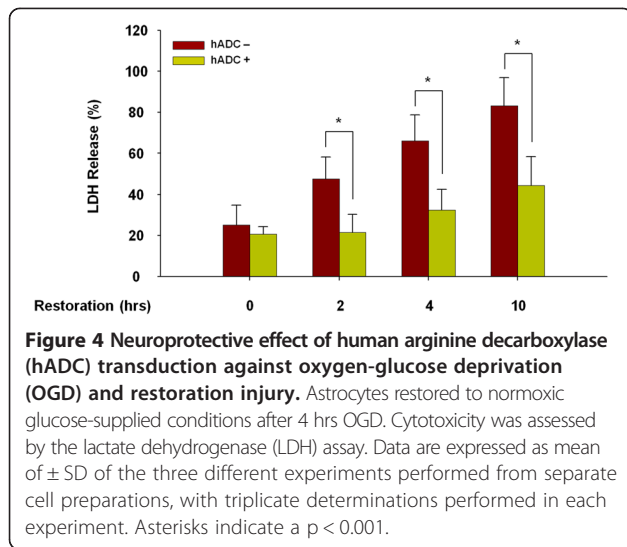 120
hADC –
hADC +
100
80
60
40
20
0
LDH Release (%)
*
*
*
Restoration (hrs) 0 2 4 10
Figure 4 Neuroprotective effect of human arginine decarboxylase
(hADC) transduction against oxygen-glucose deprivation
(OGD) and restoration injury. Astrocytes restored to normoxic
glucose-supplied conditions after 4 hrs OGD. Cytotoxicity was assessed
by the lactate dehydrogenase (LDH) assay. Data are expressed as mean
of ± SD of the three different experiments performed from separate
cell preparations, with triplicate determinations performed in each
experiment. Asterisks indicate a p < 0.001.